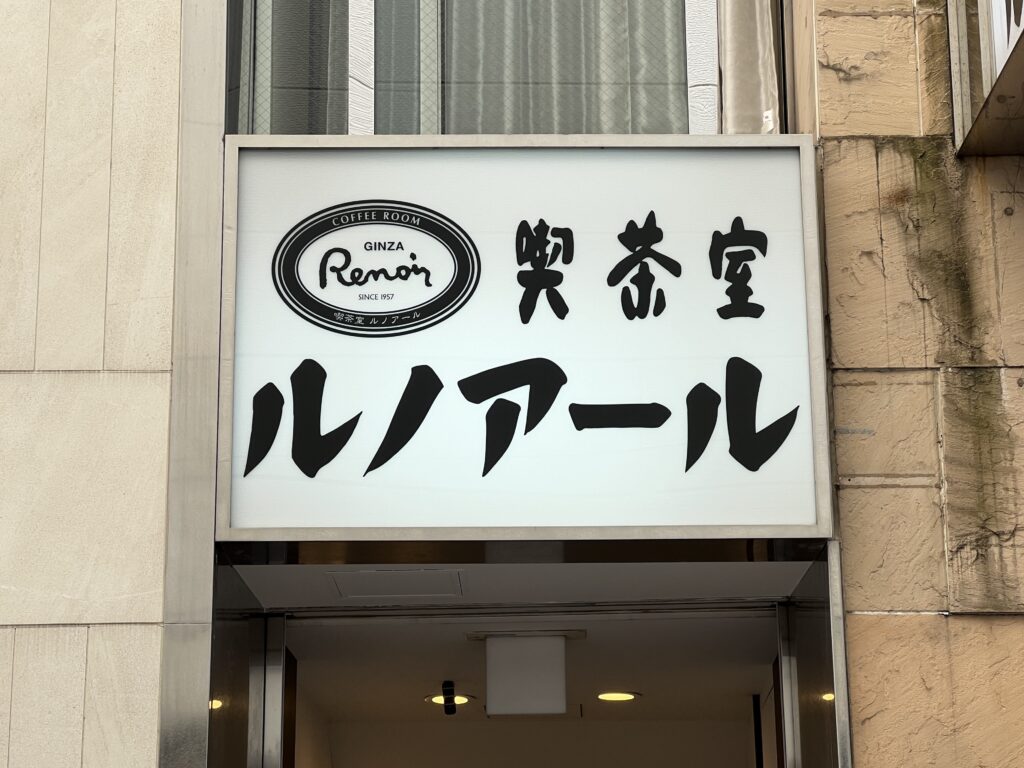 COFFEE ROOM
GINZA
Renoir
SINCE 1957
喫茶室 ルノアール
喫茶室
ルノアール